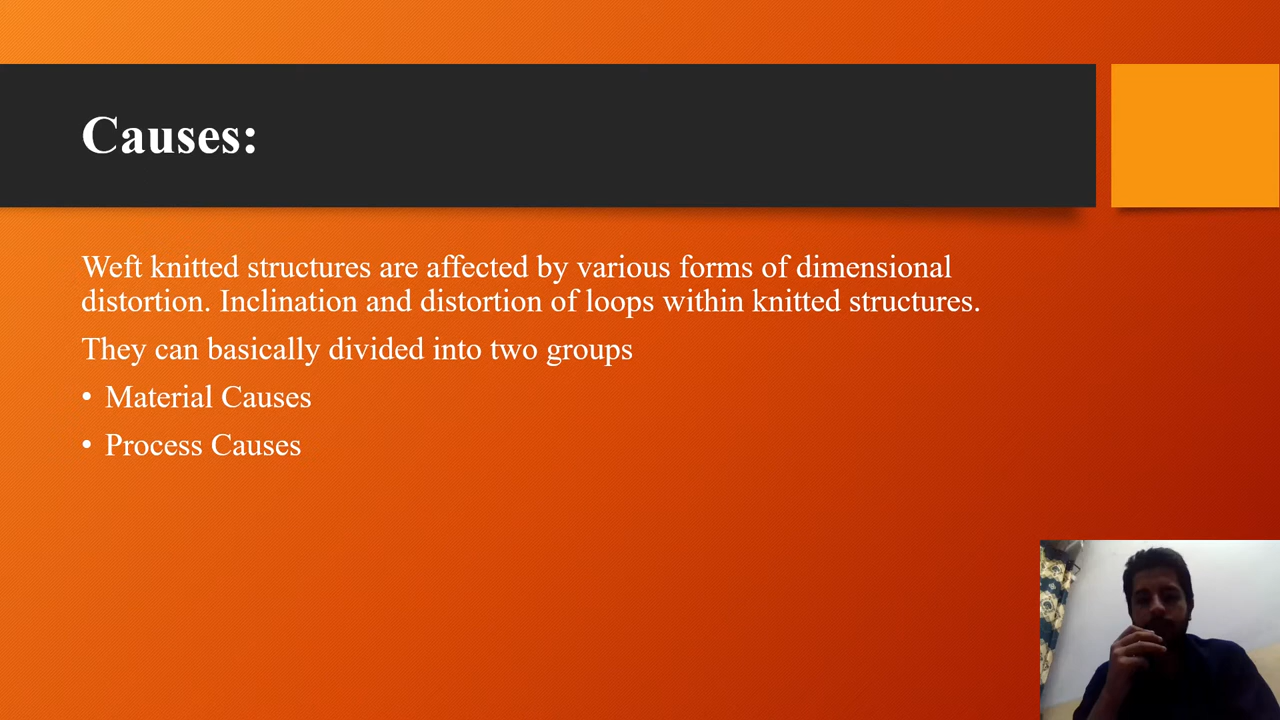 Causes:
Weft knitted structures are affected by various forms of dimensional
distortion. Inclination and distortion of loops within knitted structures.
They can basically divided into two groups
• Material Causes
• Process Causes